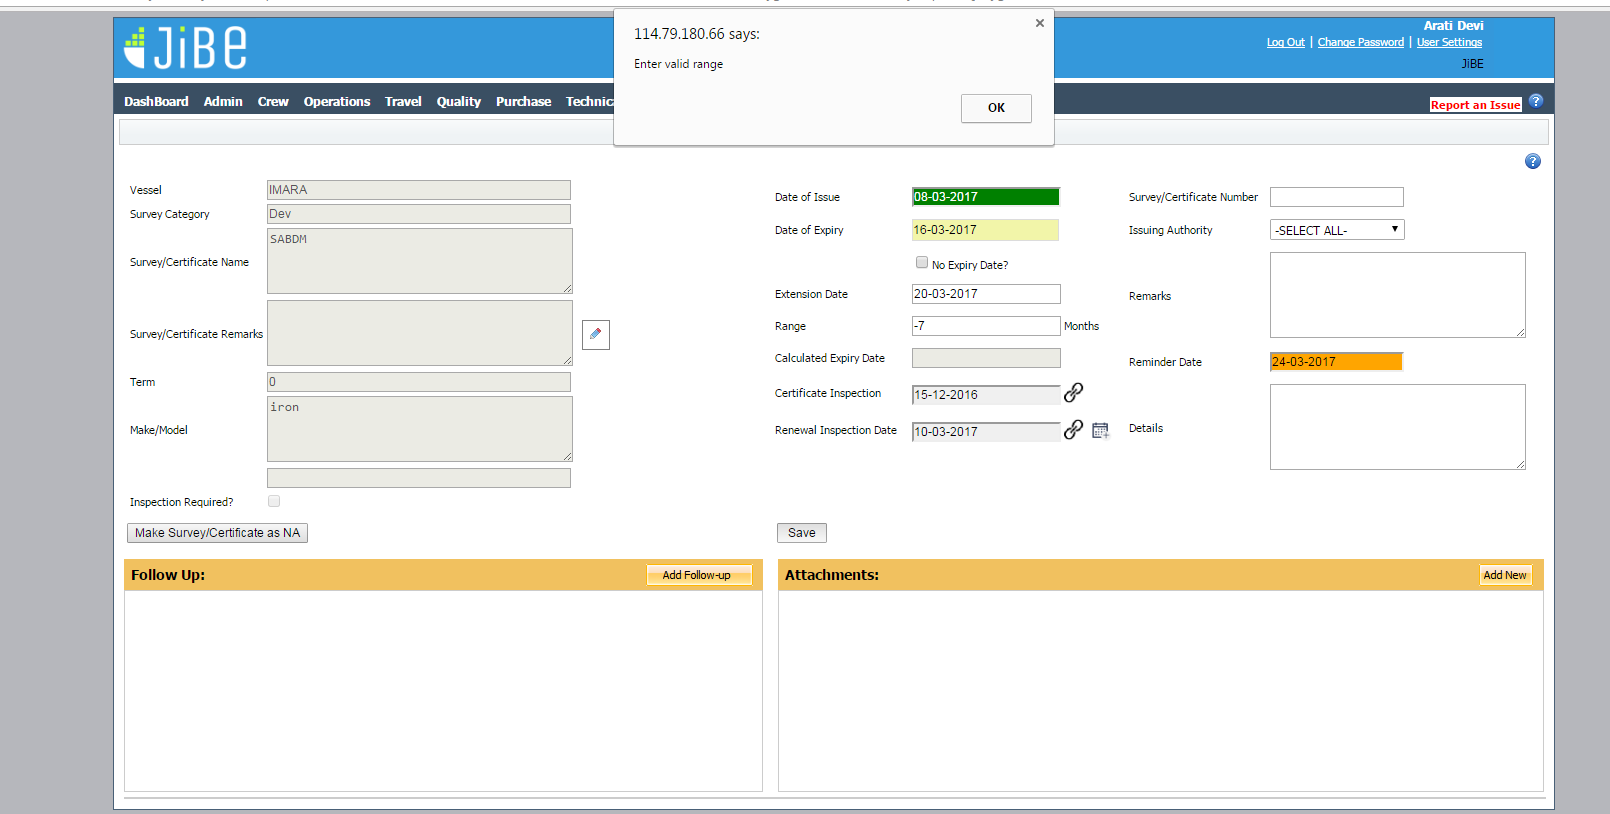 114.79.180.66 says:
Enter valid range
OK
JiBE
Arati Devi
Log Out | Change Password | User Settings
JiBE
DashBoard Admin Crew Operations Travel Quality Purchase
Report an Issue
Vessel IMARA
Survey Category Dev
Survey/Certificate Name SABDM
Survey/Certificate Remarks
Term 0
Make/Model iron
Inspection Required?
Make Survey/Certificate as NA
Date of Issue 08-03-2017
Date of Expiry 16-03-2017
No Expiry Date?
Extension Date 20-03-2017
Range -7 Months
Calculated Expiry Date
Certificate Inspection 15-12-2016
Renewal Inspection Date 10-03-2017
Save
Survey/Certificate Number
Issuing Authority -SELECT ALL-
Remarks
Reminder Date 24-03-2017
Details
Follow Up: Add Follow-up
Attachments: Add New